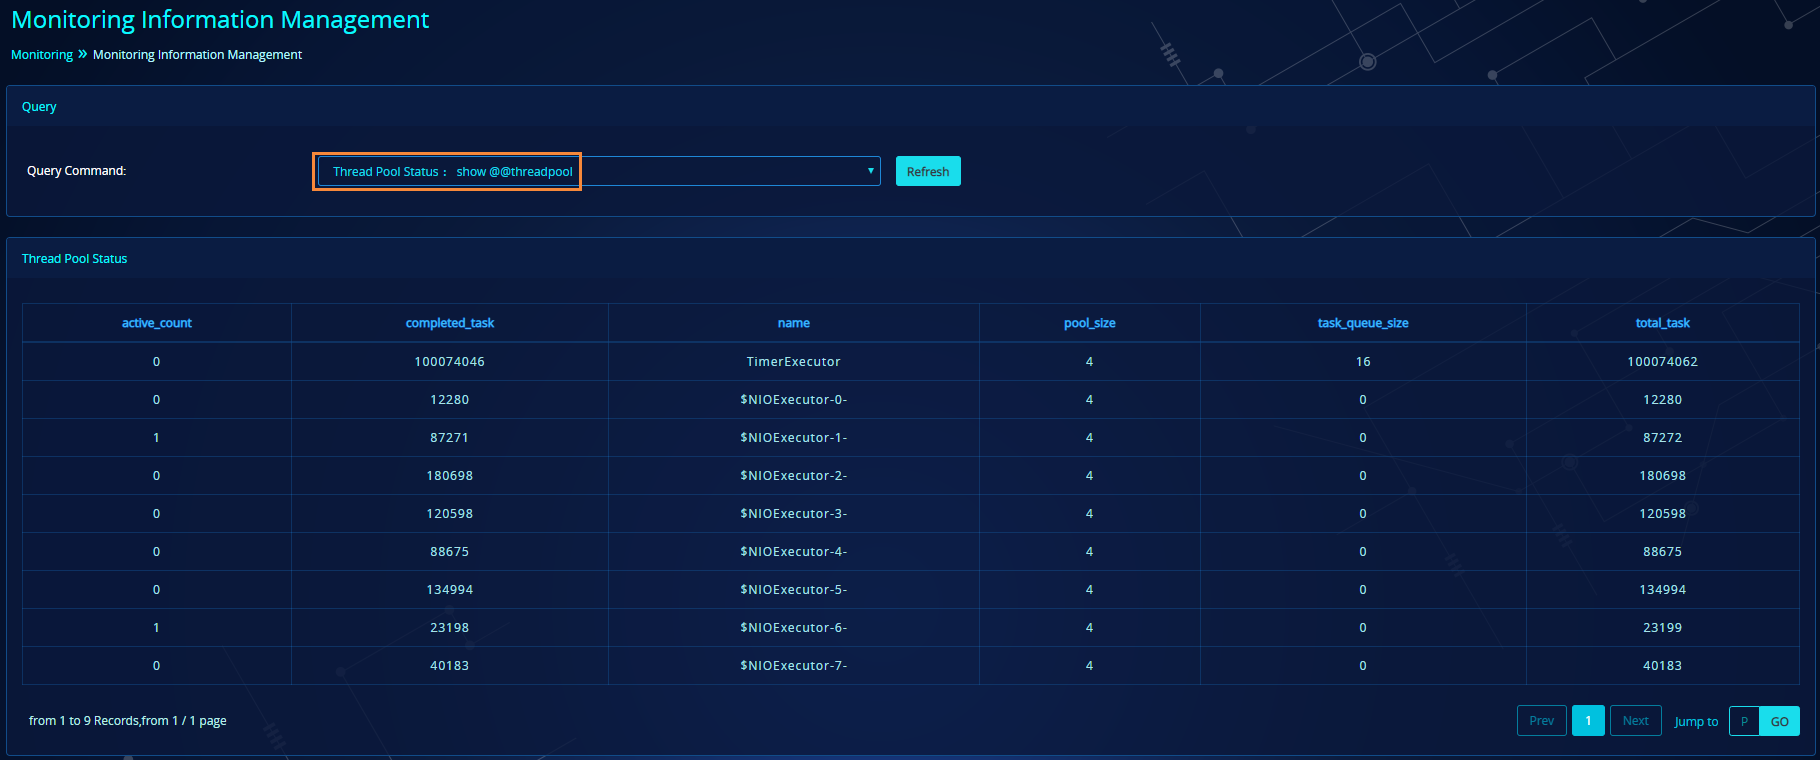 Monitoring Information Management
Monitoring » Monitoring Information Management
Query
Query Command: Thread Pool Status : show @@threadpool ▼ Refresh
Thread Pool Status
active_count completed_task name pool_size task_queue_size total_task
0 100074046 TimerExecutor 4 16 100074062
0 12280 $NIOExecutor-0- 4 0 12280
1 87271 $NIOExecutor-1- 4 0 87272
0 180698 $NIOExecutor-2- 4 0 180698
0 120598 $NIOExecutor-3- 4 0 120598
0 88675 $NIOExecutor-4- 4 0 88675
0 134994 $NIOExecutor-5- 4 0 134994
1 23198 $NIOExecutor-6- 4 0 23199
0 40183 $NIOExecutor-7- 4 0 40183
from 1 to 9 Records,from 1 / 1 page Prev 1 Next Jump to P GO